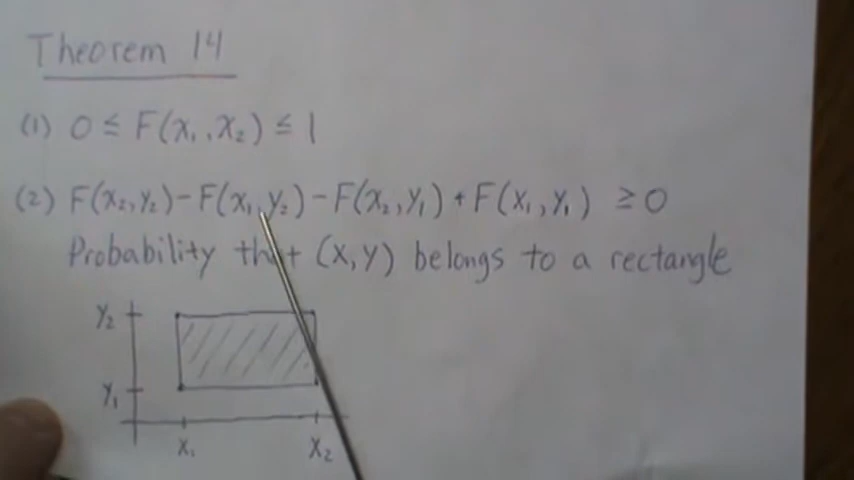 Theorem 14
(1) 0 ≤ F(x₁, x₂) ≤ 1
(2) F(x₂, y₂) - F(x₁, y₂) - F(x₂, y₁) + F(x₁, y₁) ≥ 0
Probability that (x, y) belongs to a rectangle
y₂
y₁
x₁ x₂